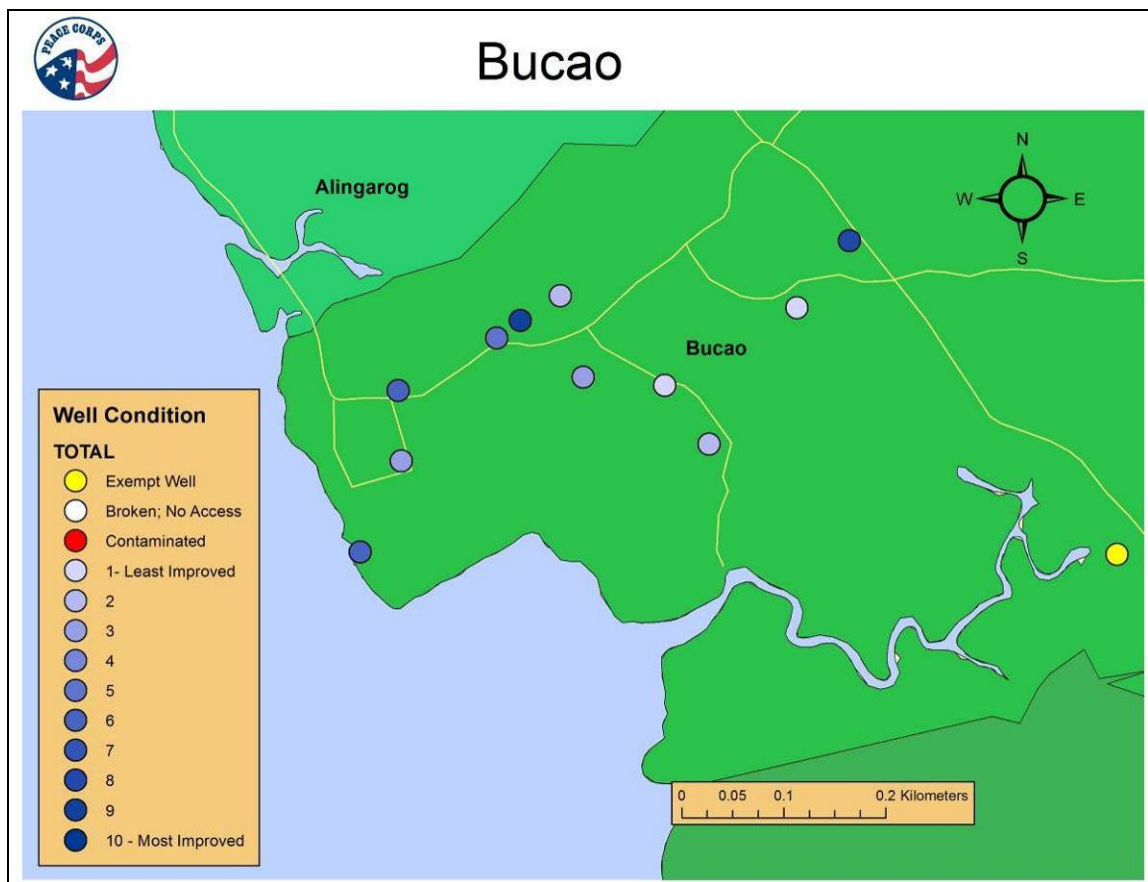 PEACE CORPS
Bucao
Alingarog
N
W E
S
Bucao
Well Condition
TOTAL
Exempt Well
Broken; No Access
Contaminated
1- Least Improved
2
3
4
5
6
7
8
9
10 - Most Improved
0 0.05 0.1 0.2 Kilometers